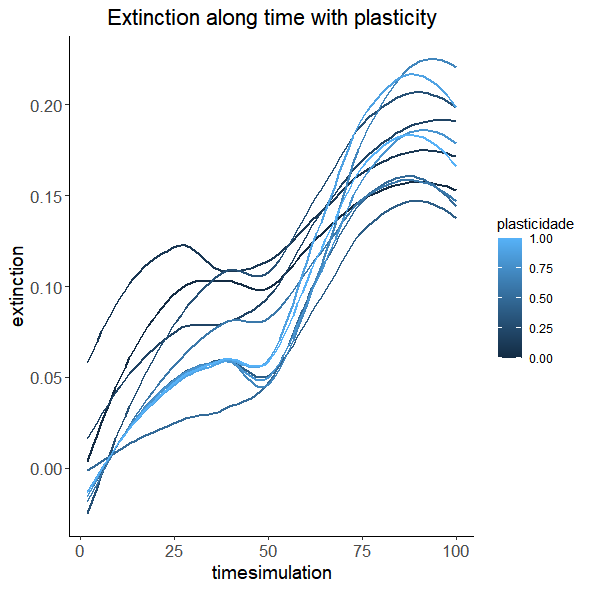 Extinction along time with plasticity
extinction
0.20
0.15
0.10
0.05
0.00
0 25 50 75 100
timesimulation
plasticidade
1.00
0.75
0.50
0.25
0.00